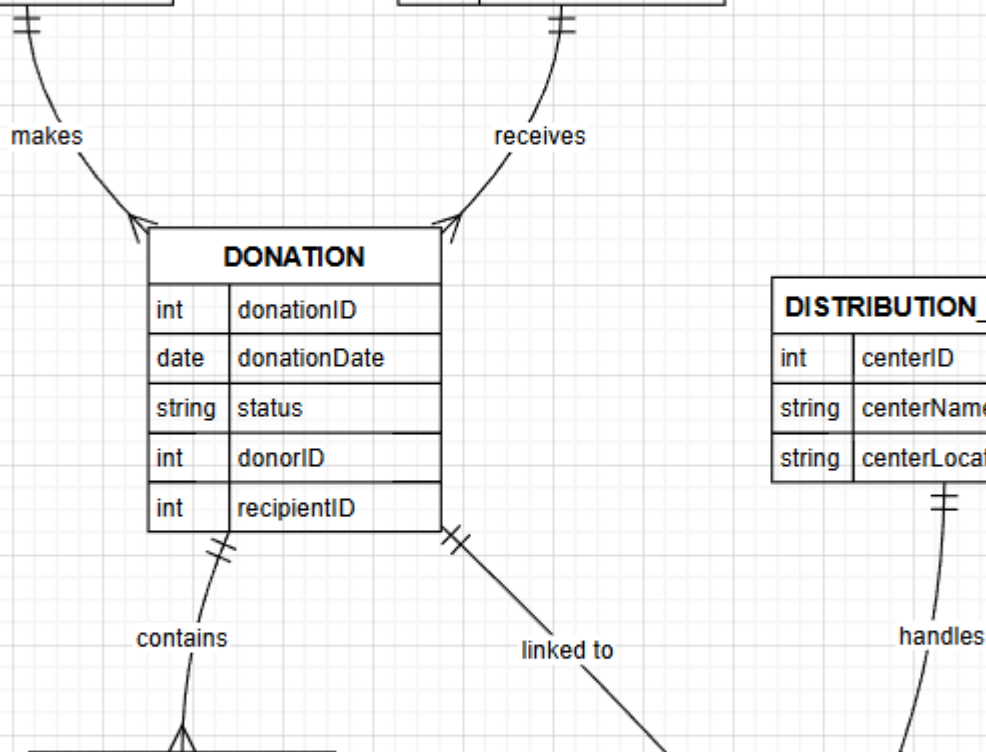 makes
receives
DONATION
int donationID
date donationDate
string status
int donorID
int recipientID
DISTRIBUTION_
int centerID
string centerName
string centerLocat
contains
linked to
handles